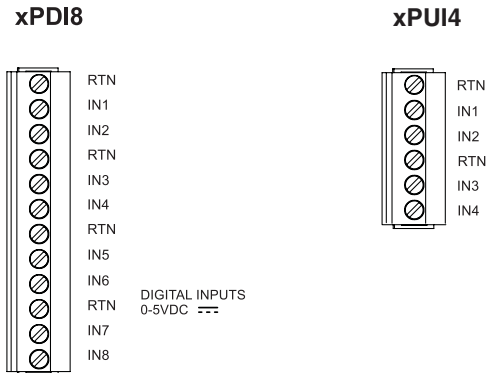 xPDI8
RTN
IN1
IN2
RTN
IN3
IN4
RTN
IN5
IN6
RTN
IN7
IN8
DIGITAL INPUTS
0-5VDC
xPUI4
RTN
IN1
IN2
RTN
IN3
IN4